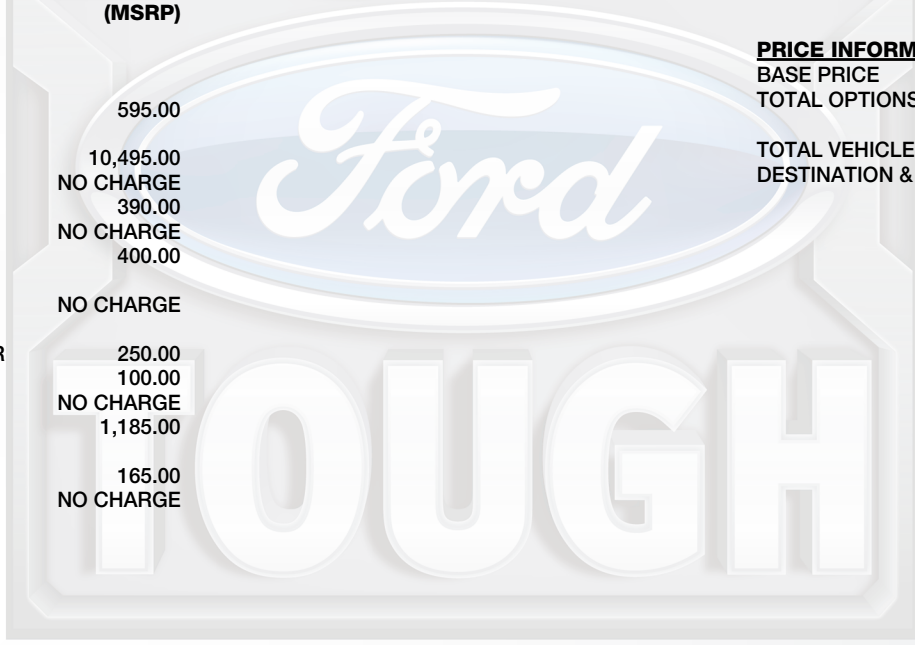 (MSRP)
595.00
10,495.00
NO CHARGE
390.00
NO CHARGE
400.00
NO CHARGE
R 250.00
100.00
NO CHARGE
1,185.00
165.00
NO CHARGE
PRICE INFORM
BASE PRICE
TOTAL OPTIONS
TOTAL VEHICLE
DESTINATION &
Ford
TOUGH